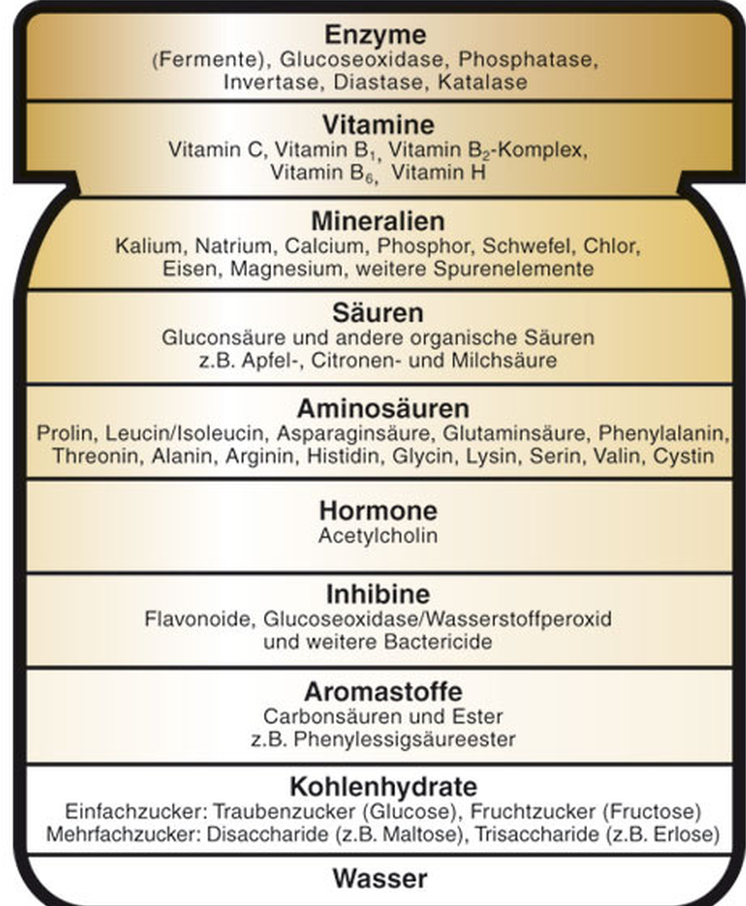 Enzyme
(Fermente), Glucoseoxidase, Phosphatase,
Invertase, Diastase, Katalase
Vitamine
Vitamin C, Vitamin B₁, Vitamin B₂-Komplex,
Vitamin B₆, Vitamin H
Mineralien
Kalium, Natrium, Calcium, Phosphor, Schwefel, Chlor,
Eisen, Magnesium, weitere Spurenelemente
Säuren
Gluconsäure und andere organische Säuren
z.B. Apfel-, Citronen- und Milchsäure
Aminosäuren
Prolin, Leucin/Isoleucin, Asparaginsäure, Glutaminsäure, Phenylalanin,
Threonin, Alanin, Arginin, Histidin, Glycin, Lysin, Serin, Valin, Cystin
Hormone
Acetylcholin
Inhibine
Flavonoide, Glucoseoxidase/Wasserstoffperoxid
und weitere Bactericide
Aromastoffe
Carbonsäuren und Ester
z.B. Phenylessigsäureester
Kohlenhydrate
Einfachzucker: Traubenzucker (Glucose), Fruchtzucker (Fructose)
Mehrfachzucker: Disaccharide (z.B. Maltose), Trisaccharide (z.B. Erlose)
Wasser